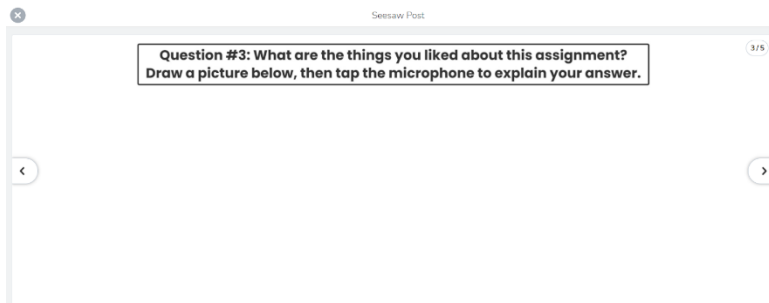 Seesaw Post
Question #3: What are the things you liked about this assignment?
Draw a picture below, then tap the microphone to explain your answer.
3/5